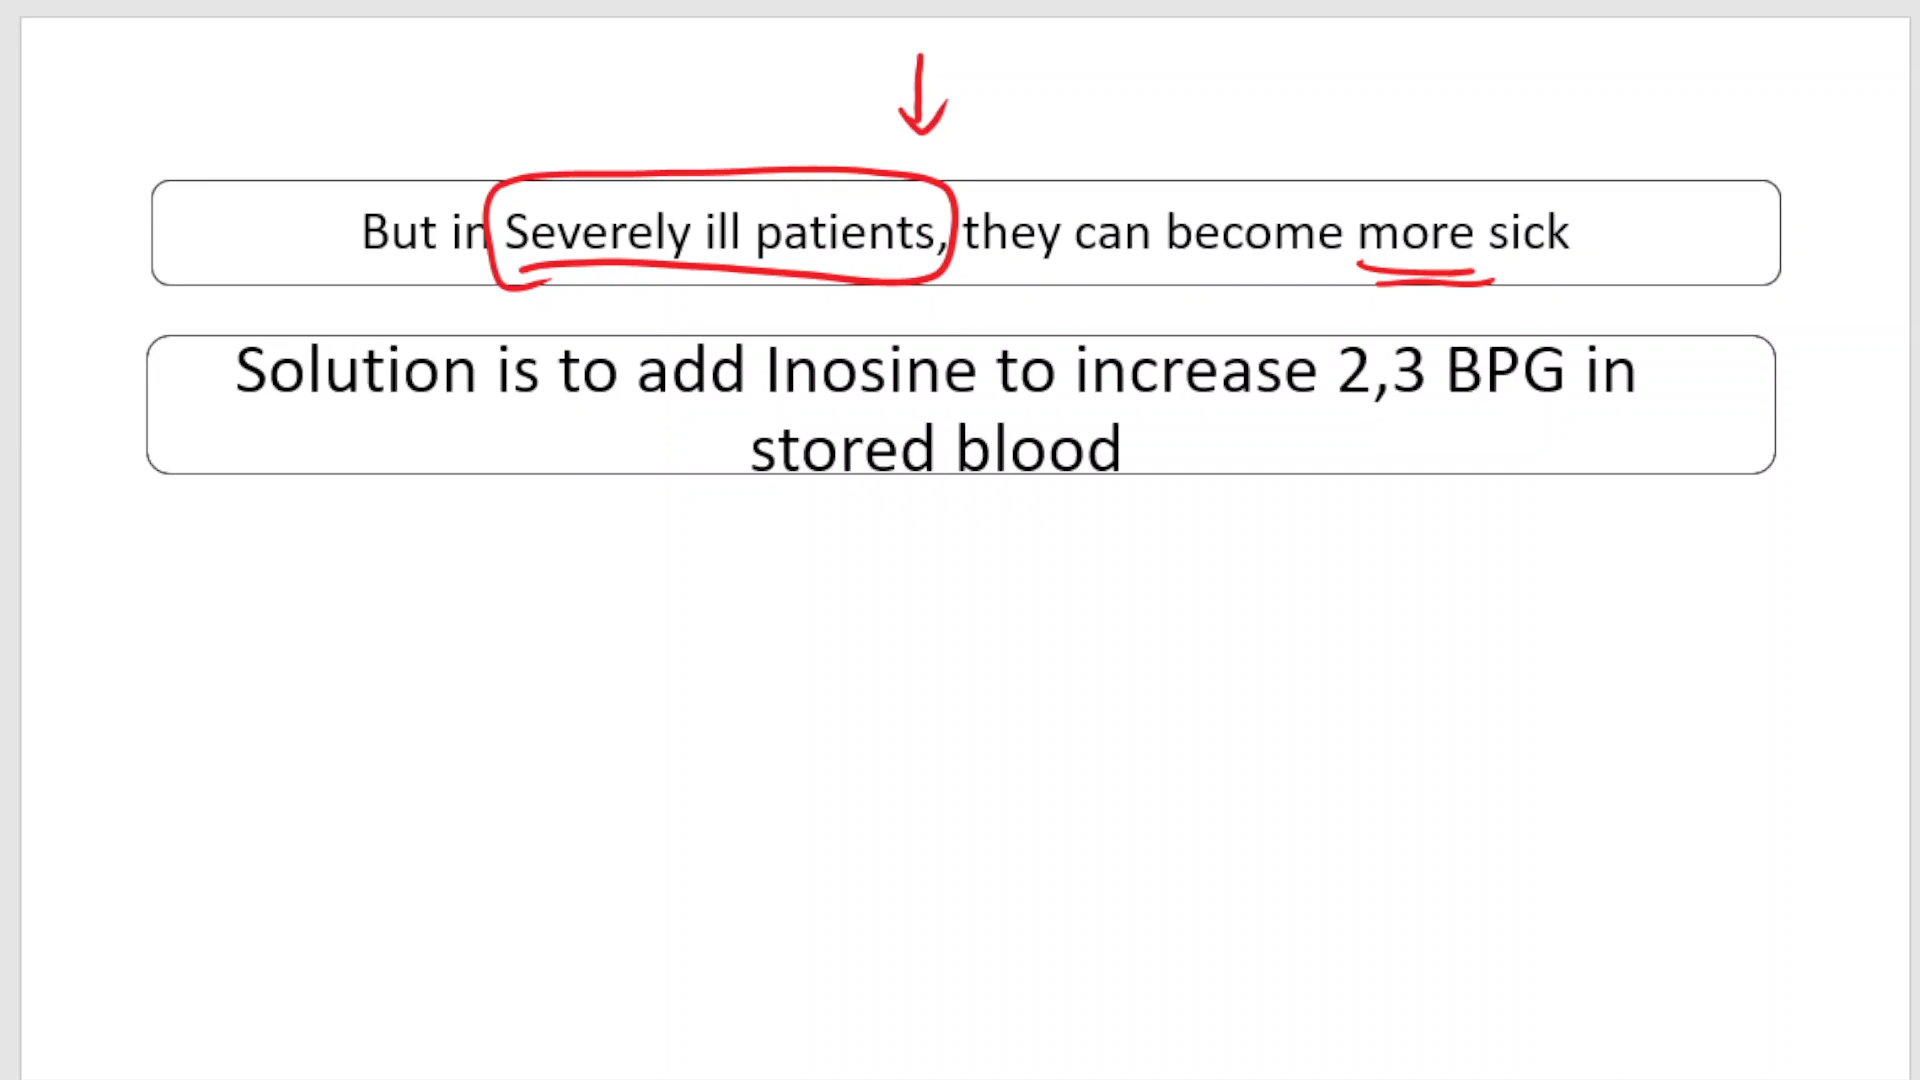 But in Severely ill patients, they can become more sick
Solution is to add Inosine to increase 2,3 BPG in
stored blood